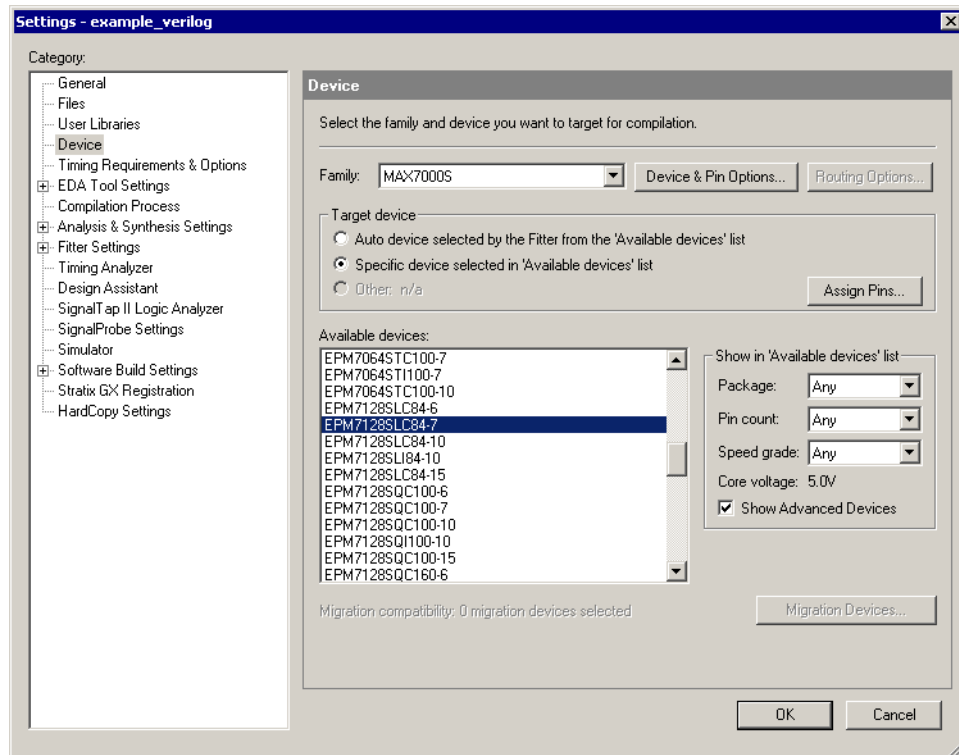 Settings - example_verilog
Category:
General
Files
User Libraries
Device
Timing Requirements & Options
EDA Tool Settings
Compilation Process
Analysis & Synthesis Settings
Fitter Settings
Timing Analyzer
Design Assistant
SignalTap II Logic Analyzer
SignalProbe Settings
Simulator
Software Build Settings
Stratix GX Registration
HardCopy Settings
Device
Select the family and device you want to target for compilation.
Family: MAX7000S Device & Pin Options... Routing Options...
Target device
Auto device selected by the Fitter from the 'Available devices' list
Specific device selected in 'Available devices' list
Other: n/a
Assign Pins...
Available devices:
EPM7064STC100-7
EPM7064STI100-7
EPM7064STC100-10
EPM7128SLC84-6
EPM7128SLC84-7
EPM7128SLC84-10
EPM7128SLI84-10
EPM7128SLC84-15
EPM7128SQC100-6
EPM7128SQC100-7
EPM7128SQC100-10
EPM7128SQI100-10
EPM7128SQC100-15
EPM7128SQC160-6
Show in 'Available devices' list
Package: Any
Pin count: Any
Speed grade: Any
Core voltage: 5.0V
Show Advanced Devices
Migration compatibility: 0 migration devices selected
Migration Devices...
OK Cancel